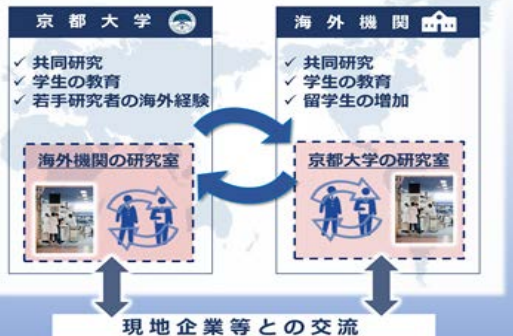 京都大学
✓ 共同研究
✓ 学生の教育
✓ 若手研究者の海外経験
海外機関の研究室
海外機関
✓ 共同研究
✓ 学生の教育
✓ 留学生の増加
京都大学の研究室
現地企業等との交流